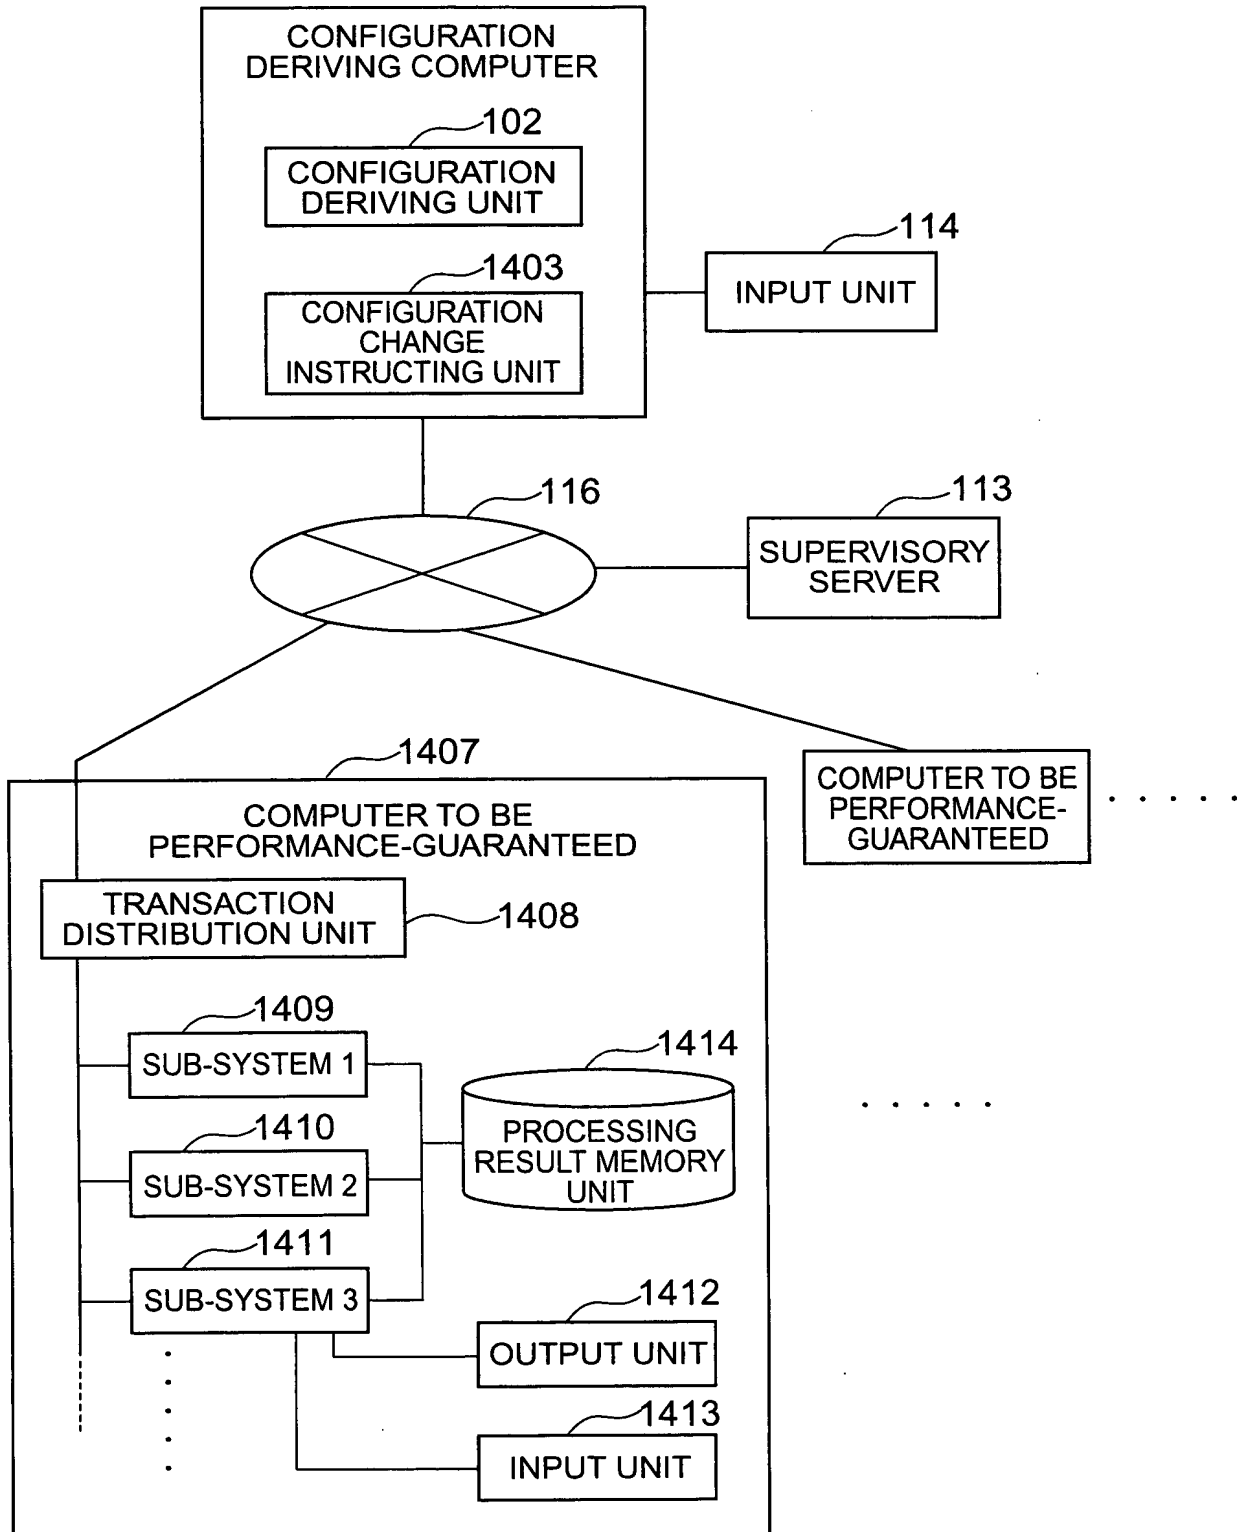 CONFIGURATION
DERIVING COMPUTER
102
CONFIGURATION
DERIVING UNIT
1403
CONFIGURATION
CHANGE
INSTRUCTING UNIT
114
INPUT UNIT
116
113
SUPERVISORY
SERVER
1407
COMPUTER TO BE
PERFORMANCE-GUARANTEED
COMPUTER TO BE
PERFORMANCE-
GUARANTEED
TRANSACTION
DISTRIBUTION UNIT
1408
1409
SUB-SYSTEM 1
1410
SUB-SYSTEM 2
1411
SUB-SYSTEM 3
1414
PROCESSING
RESULT MEMORY
UNIT
1412
OUTPUT UNIT
1413
INPUT UNIT